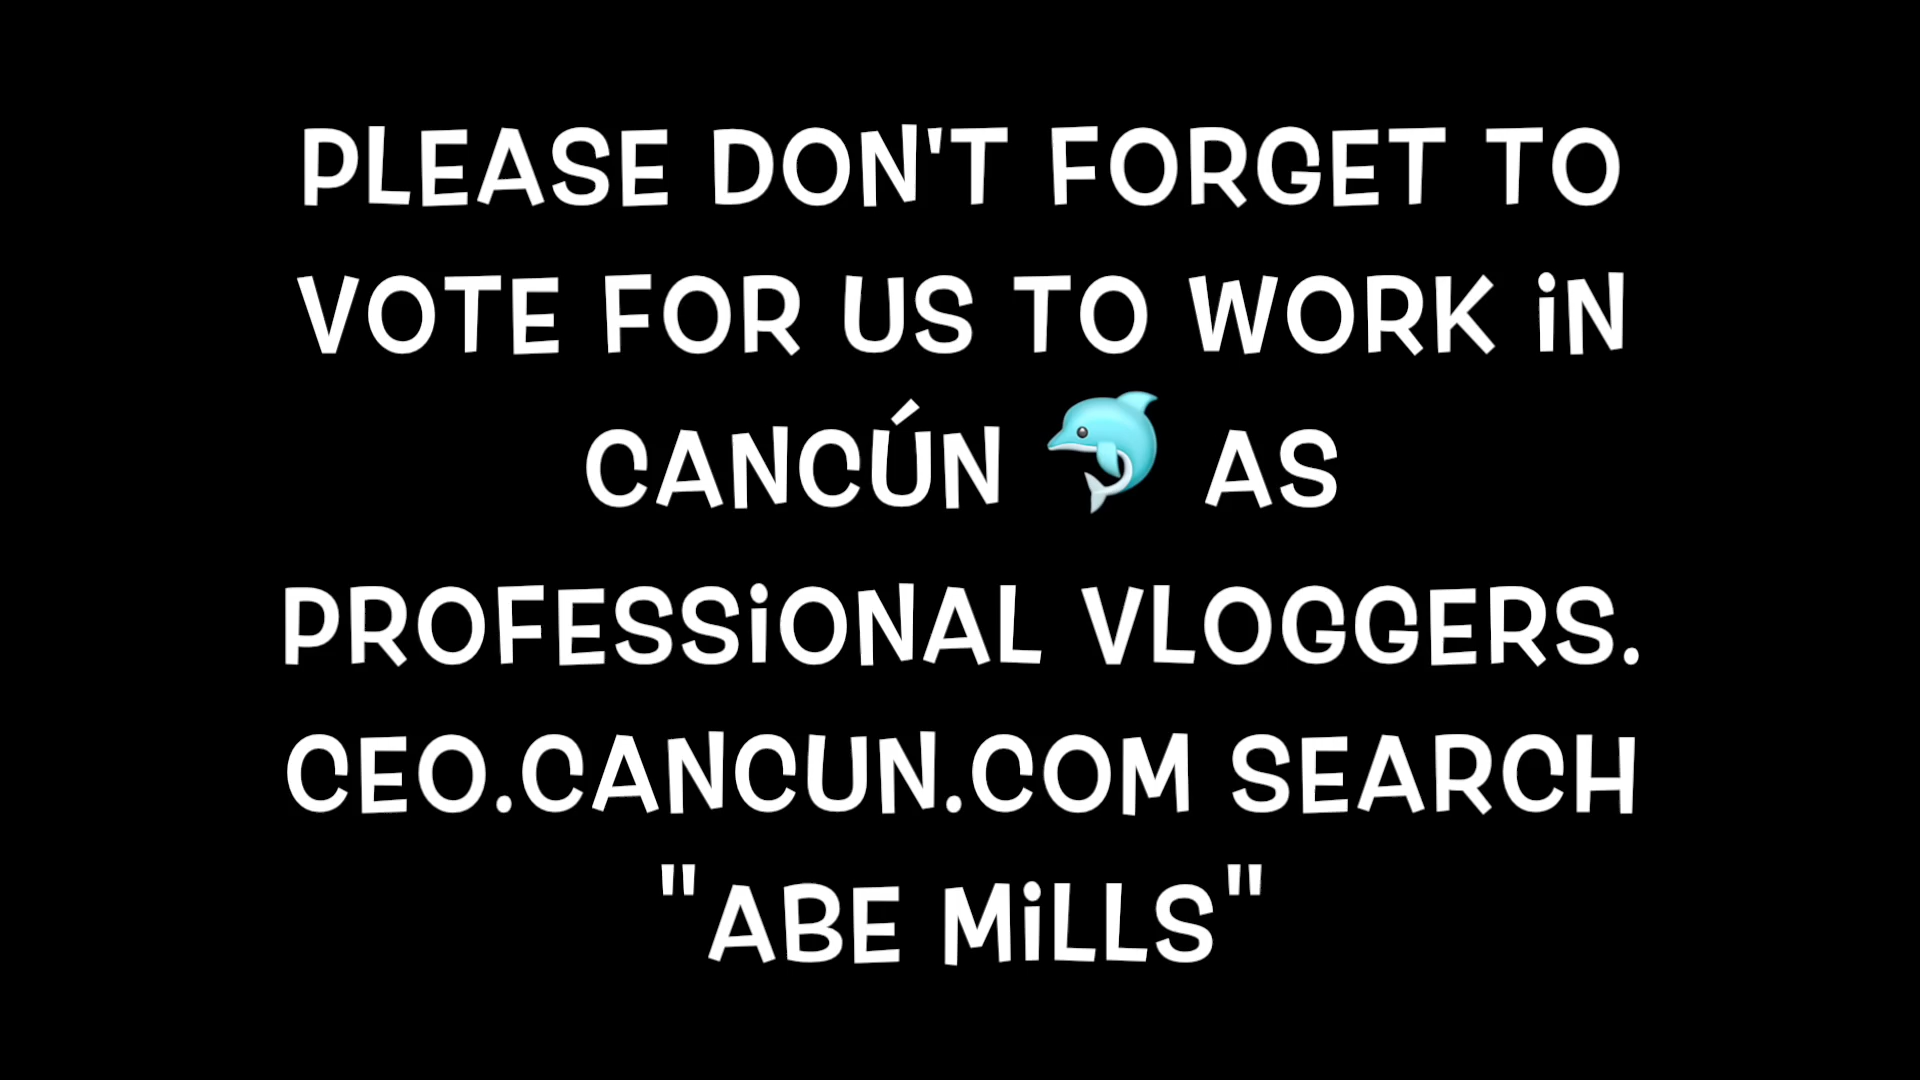 PLEASE DON'T FORGET TO
VOTE FOR US TO WORK iN
CANCÚN 🐬 AS
PROFESSiONAL VLOGGERS.
CEO.CANCUN.COM SEARCH
"ABE MiLLS"